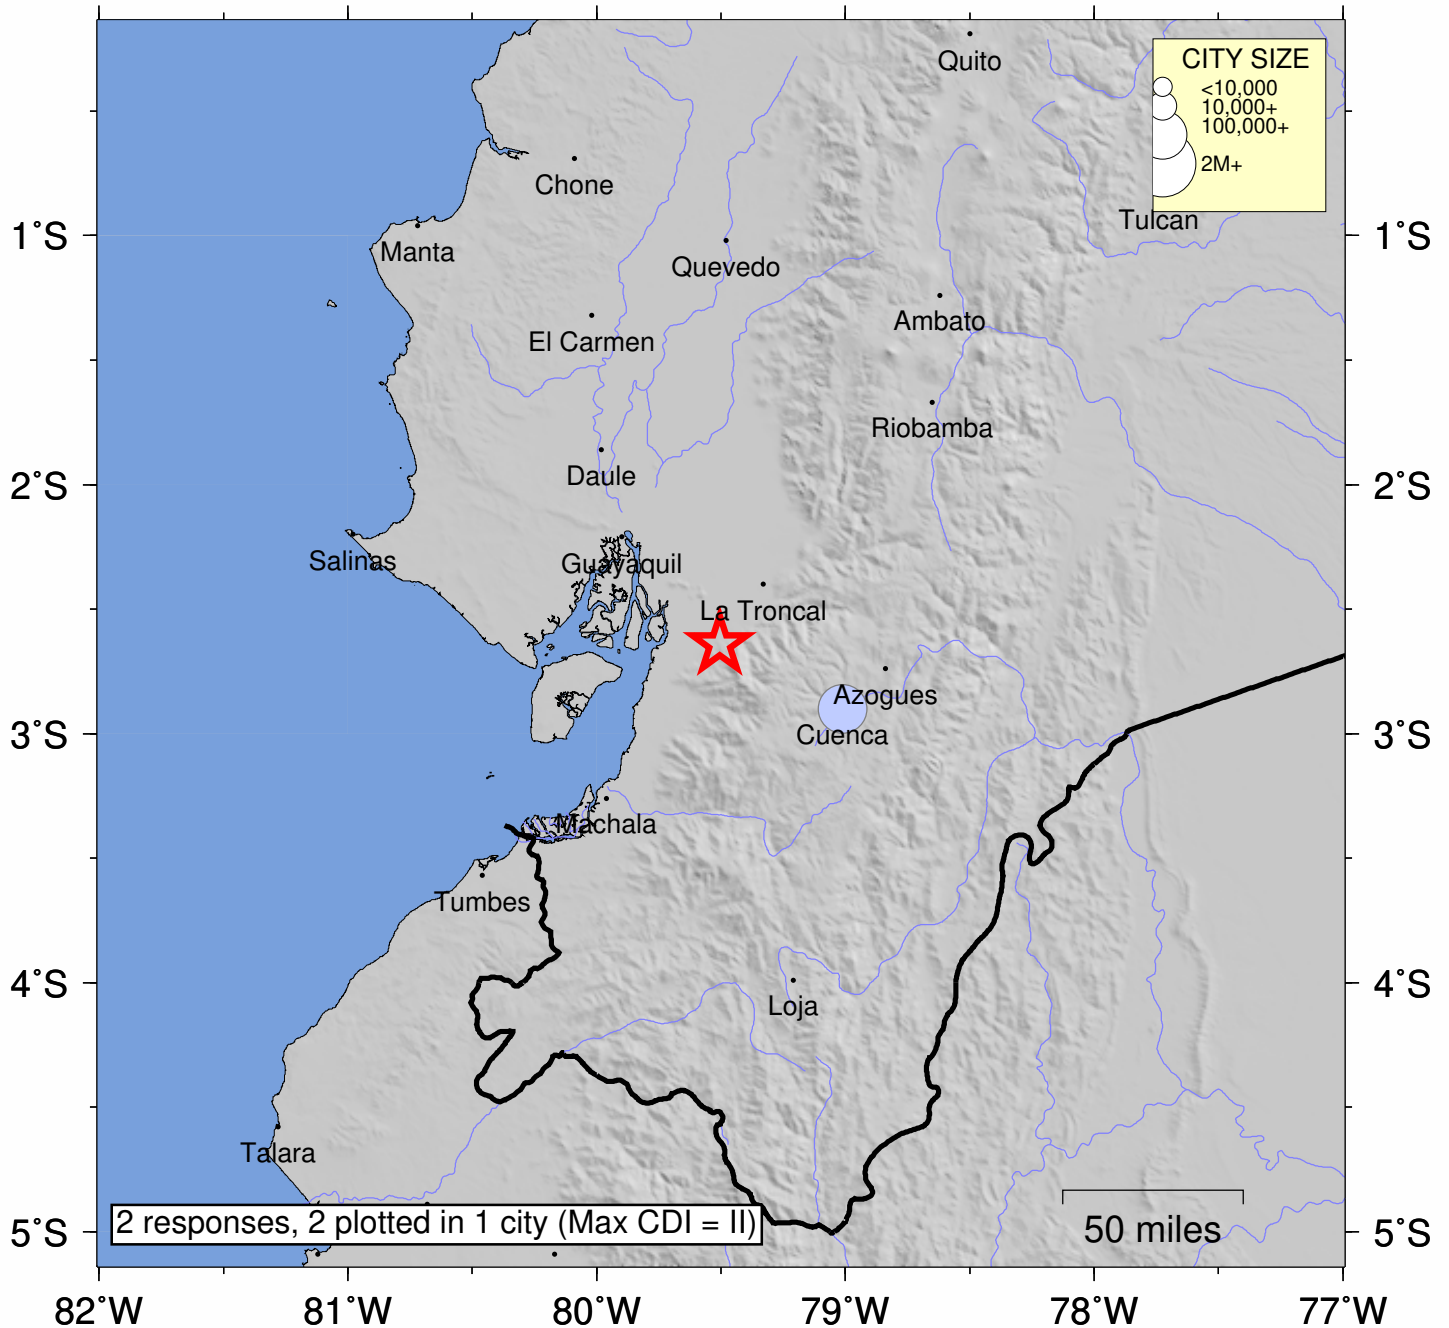 Quito
CITY SIZE
<10,000
10,000+
100,000+
2M+
Chone
Tulcan
1°S
1°S
Manta
Quevedo
Ambato
El Carmen
Riobamba
Daule
2°S
2°S
Salinas
Guayaquil
La Troncal
Azogues
3°S
Cuenca
3°S
Machala
Tumbes
4°S
4°S
Loja
Talara
2 responses, 2 plotted in 1 city (Max CDI = II)
50 miles
5°S
5°S
82°W
81°W
80°W
79°W
78°W
77°W